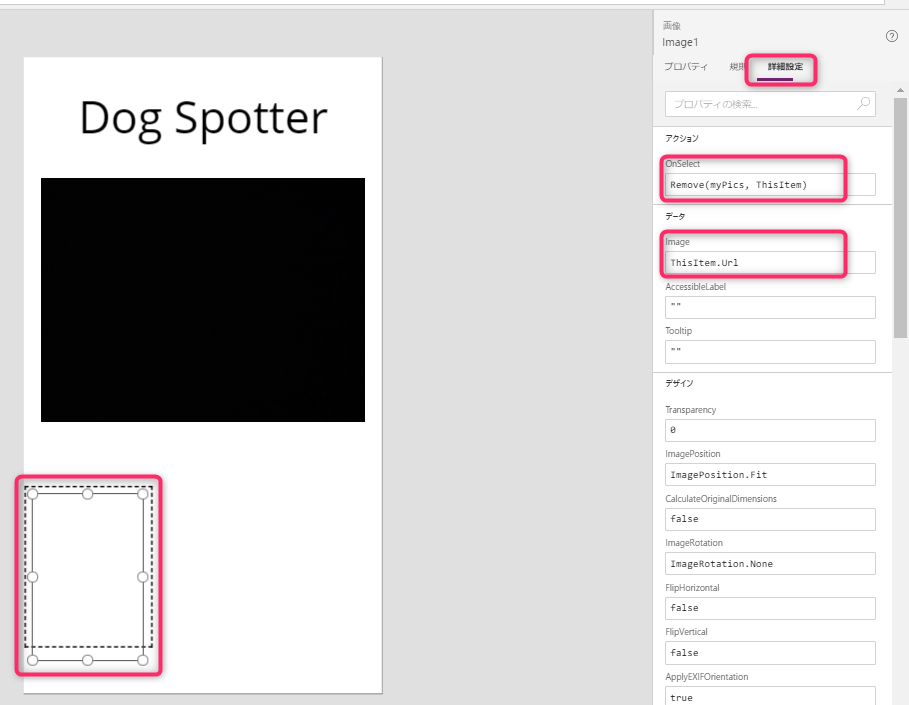 Dog Spotter
画像
Image1
?
プロパティ 規則 詳細設定
プロパティの検索...
アクション
OnSelect
Remove(myPics, ThisItem)
データ
Image
ThisItem.Url
AccessibleLabel
""
Tooltip
""
デザイン
Transparency
0
ImagePosition
ImagePosition.Fit
CalculateOriginalDimensions
false
ImageRotation
ImageRotation.None
FlipHorizontal
false
FlipVertical
false
ApplyEXIFOrientation
true